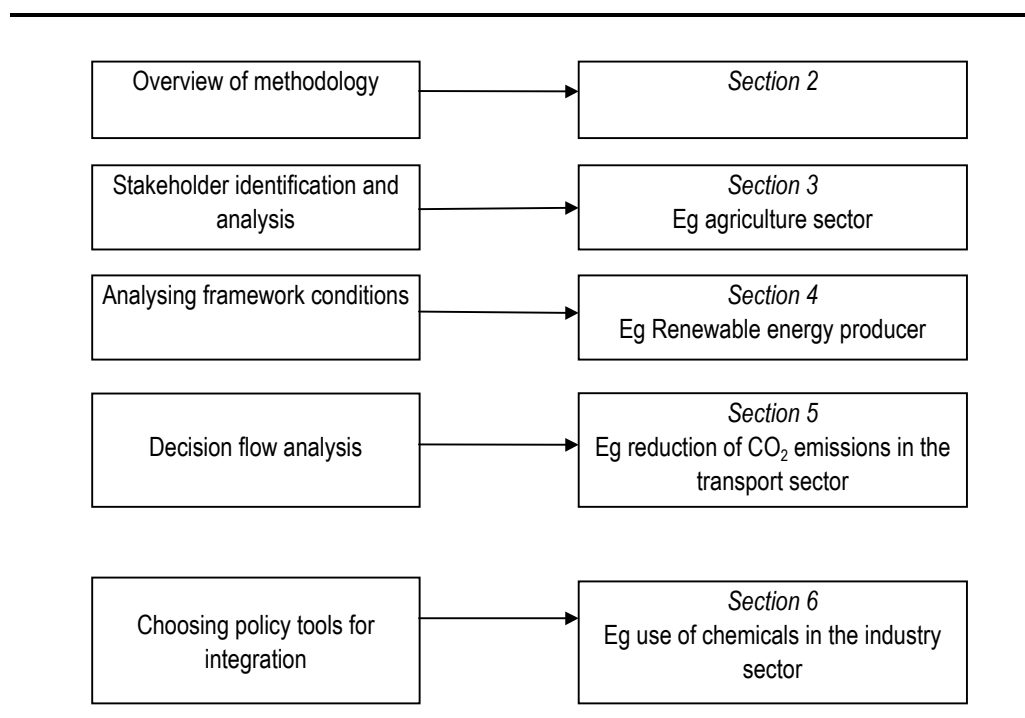 Overview of methodology
Section 2
Stakeholder identification and
analysis
Section 3
Eg agriculture sector
Analysing framework conditions
Section 4
Eg Renewable energy producer
Decision flow analysis
Section 5
Eg reduction of CO₂ emissions in the
transport sector
Choosing policy tools for
integration
Section 6
Eg use of chemicals in the industry
sector